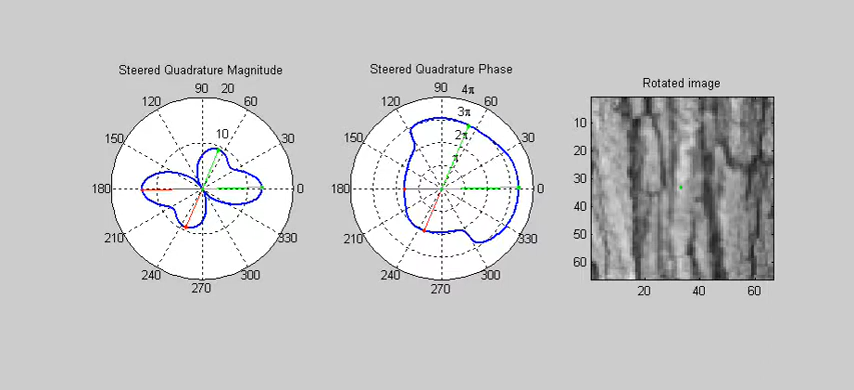 Steered Quadrature Magnitude
90 20
120 60
150 10 30
180 0
210 330
240 300
270
Steered Quadrature Phase
90 4π
120 60
3π
150 2π 30
π
180 0
210 330
240 300
270
Rotated image
10
20
30
40
50
60
20 40 60